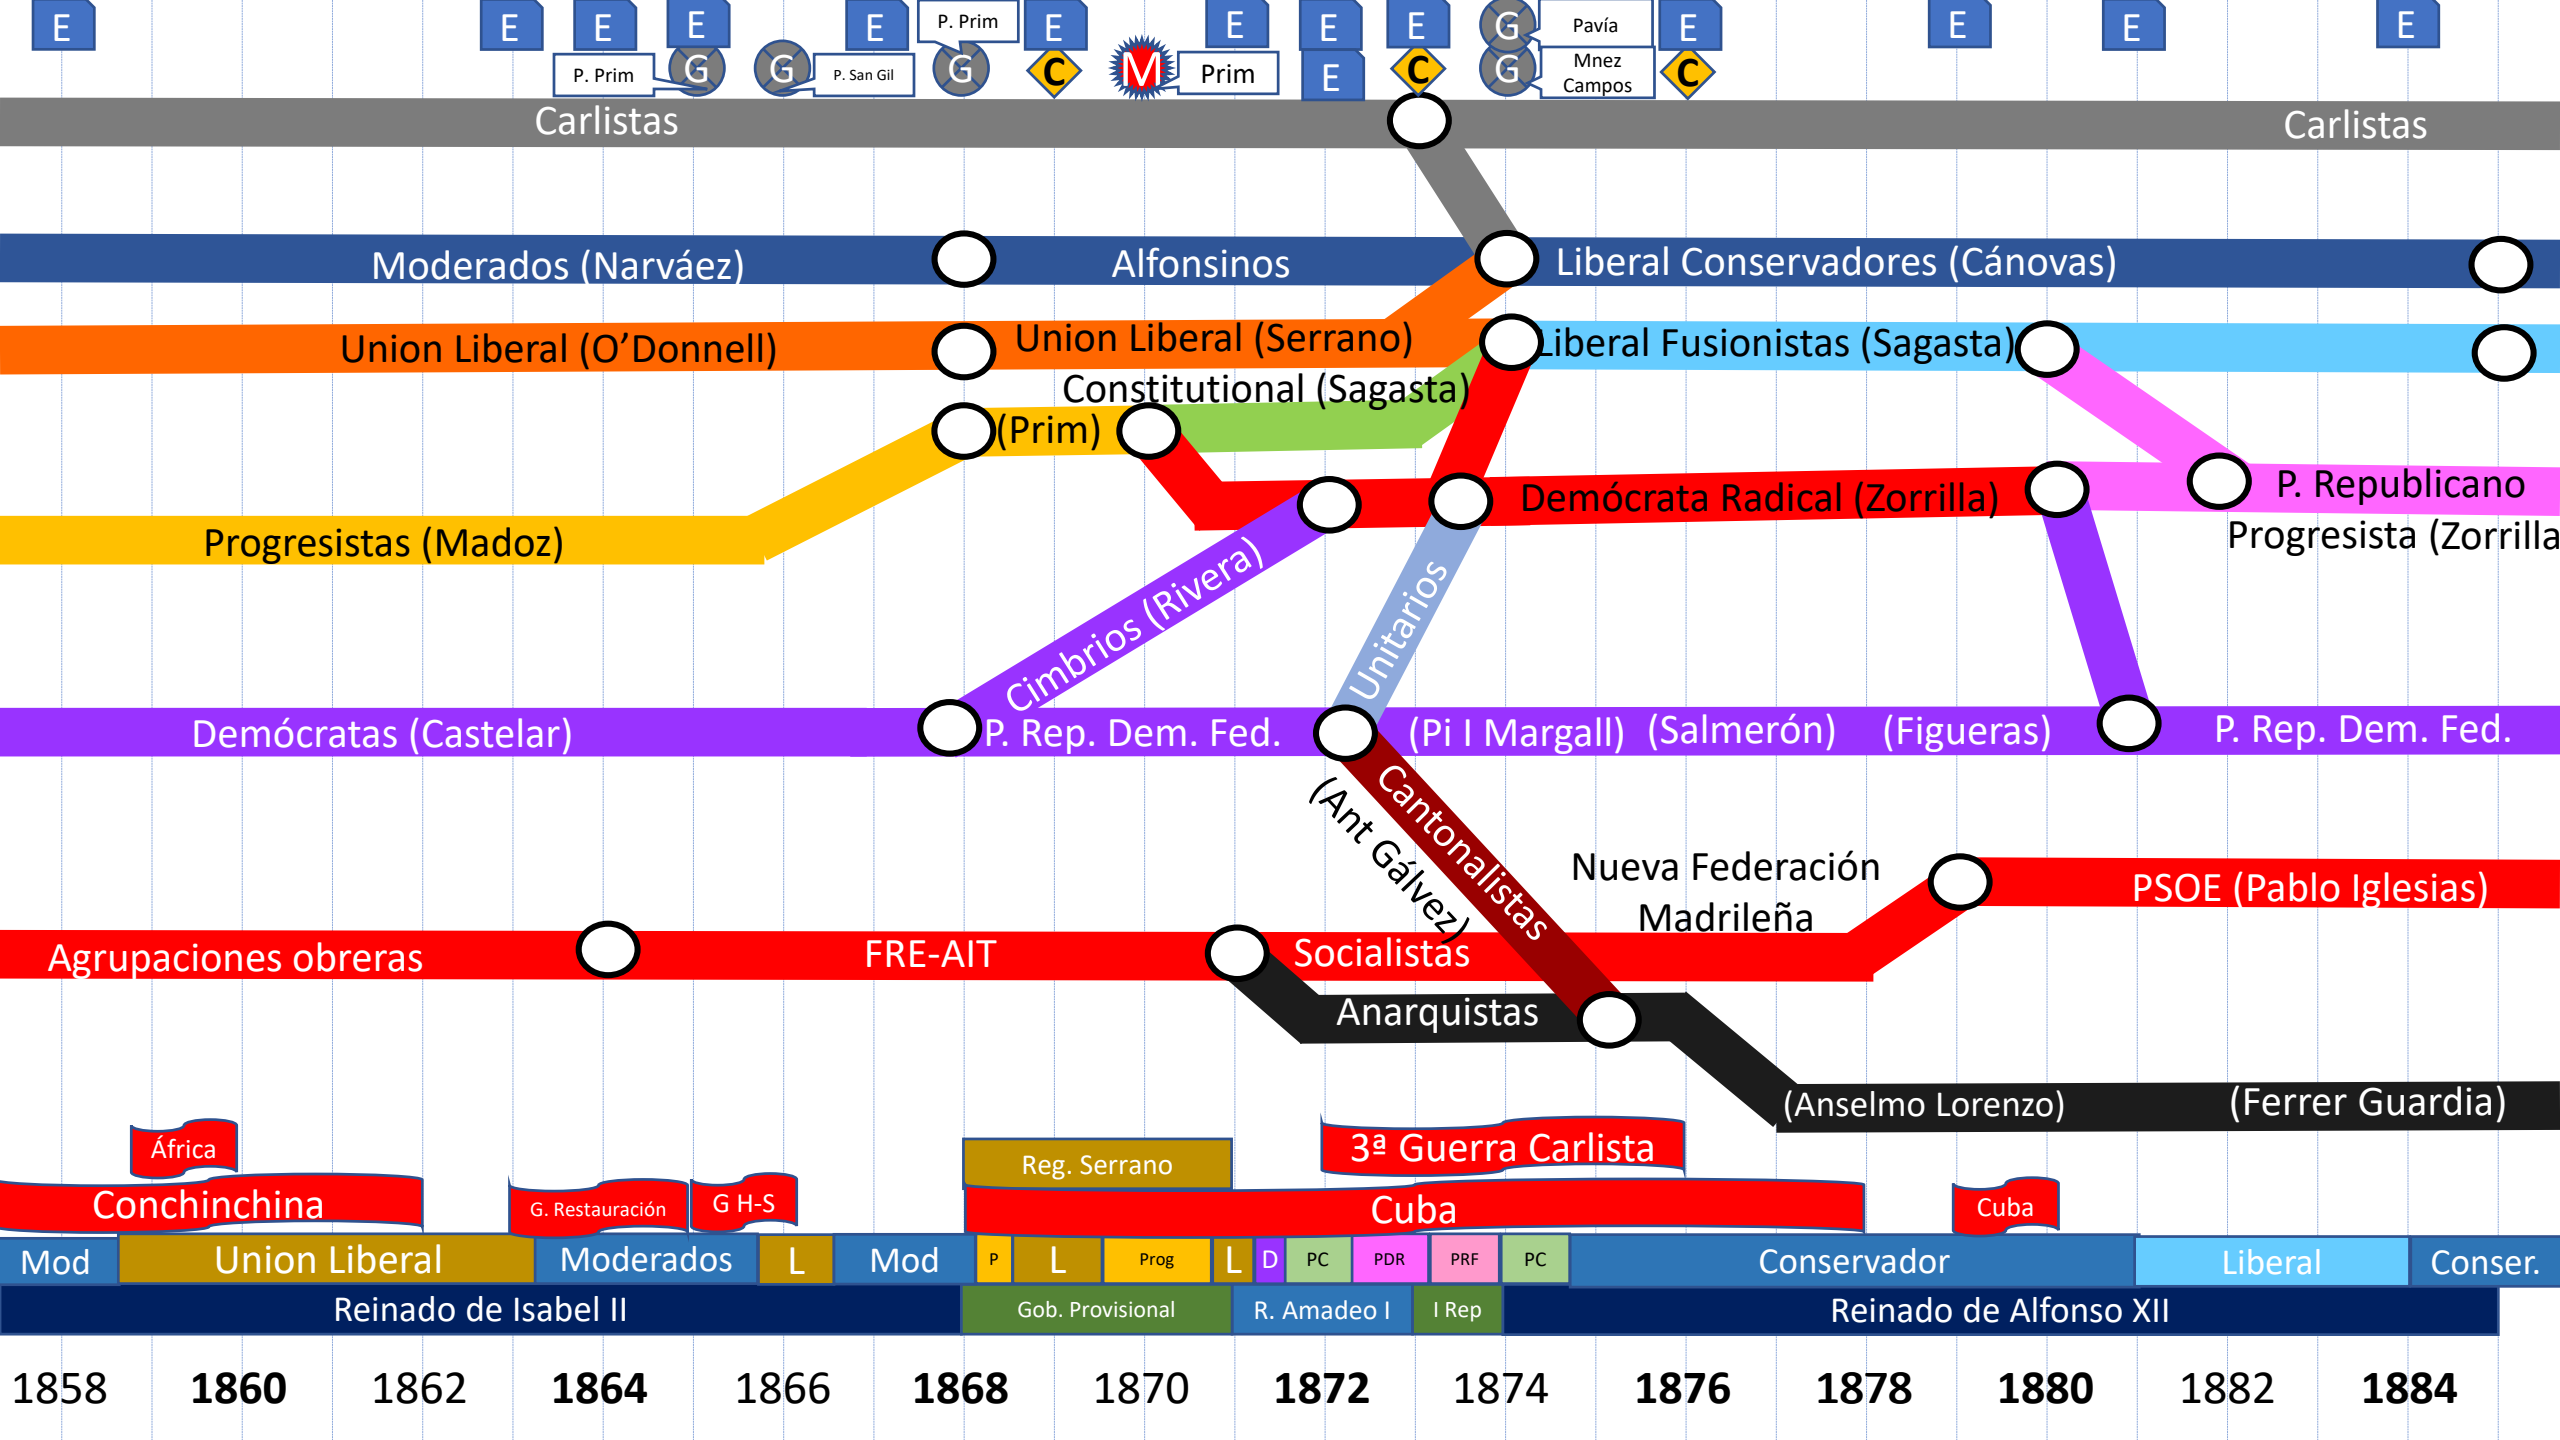 E E E E E P. Prim E E E E G Pavía E E E E
P. Prim G G P. San Gil G C M Prim E C G Mnez
Campos C
Carlistas Carlistas
Moderados (Narváez) Alfonsinos Liberal Conservadores (Cánovas)
Union Liberal (O’Donnell) Union Liberal (Serrano) Liberal Fusionistas (Sagasta)
Constitutional (Sagasta)
(Prim)
Demócrata Radical (Zorrilla) P. Republicano
Progresista (Zorrilla
Progresistas (Madoz)
Cimbrios (Rivera)
Unitarios
Demócratas (Castelar) P. Rep. Dem. Fed. (Pi I Margall) (Salmerón) (Figueras) P. Rep. Dem. Fed.
Cantonalistas
(Ant Gálvez)
Nueva Federación
Madrileña
PSOE (Pablo Iglesias)
Agrupaciones obreras FRE-AIT Socialistas
Anarquistas
(Anselmo Lorenzo) (Ferrer Guardia)
África Reg. Serrano 3ª Guerra Carlista
Conchinchina G. Restauración G H-S Cuba Cuba
Mod Union Liberal Moderados L Mod P L Prog L D PC PDR PRF PC Conservador Liberal Conser.
Reinado de Isabel II Gob. Provisional R. Amadeo I I Rep Reinado de Alfonso XII
1858 1860 1862 1864 1866 1868 1870 1872 1874 1876 1878 1880 1882 1884